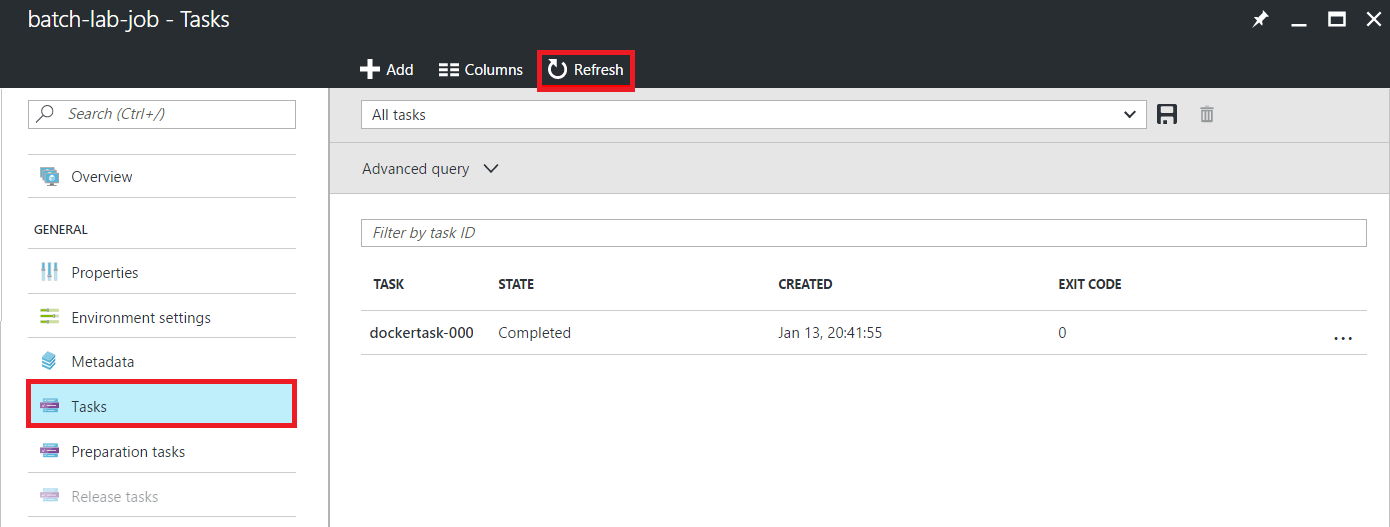 batch-lab-job - Tasks
Add Columns Refresh
Search (Ctrl+/)
Overview
GENERAL
Properties
Environment settings
Metadata
Tasks
Preparation tasks
Release tasks
All tasks
Advanced query
Filter by task ID
TASK STATE CREATED EXIT CODE
dockertask-000 Completed Jan 13, 20:41:55 0 ...